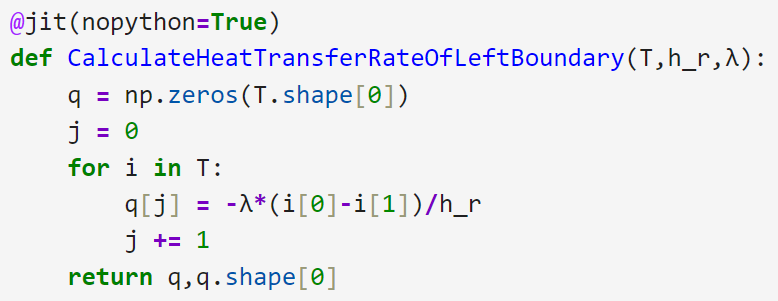 @jit(nopython=True)
def CalculateHeatTransferRateOfLeftBoundary(T,h_r,λ):
    q = np.zeros(T.shape[0])
    j = 0
    for i in T:
        q[j] = -λ*(i[0]-i[1])/h_r
        j += 1
    return q,q.shape[0]